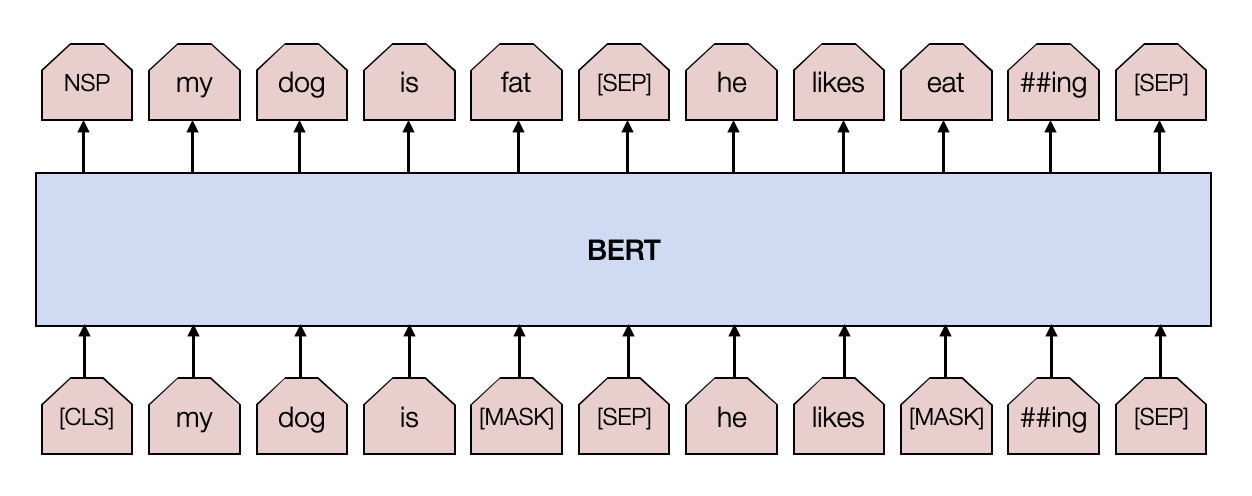 NSP my dog is fat [SEP] he likes eat ##ing [SEP]
BERT
[CLS] my dog is [MASK] [SEP] he likes [MASK] ##ing [SEP]